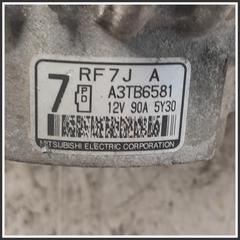 7 RF7J A
P
D
A3TB6581
12V 90A 5Y30
MITSUBISHI ELECTRIC CORPORATION